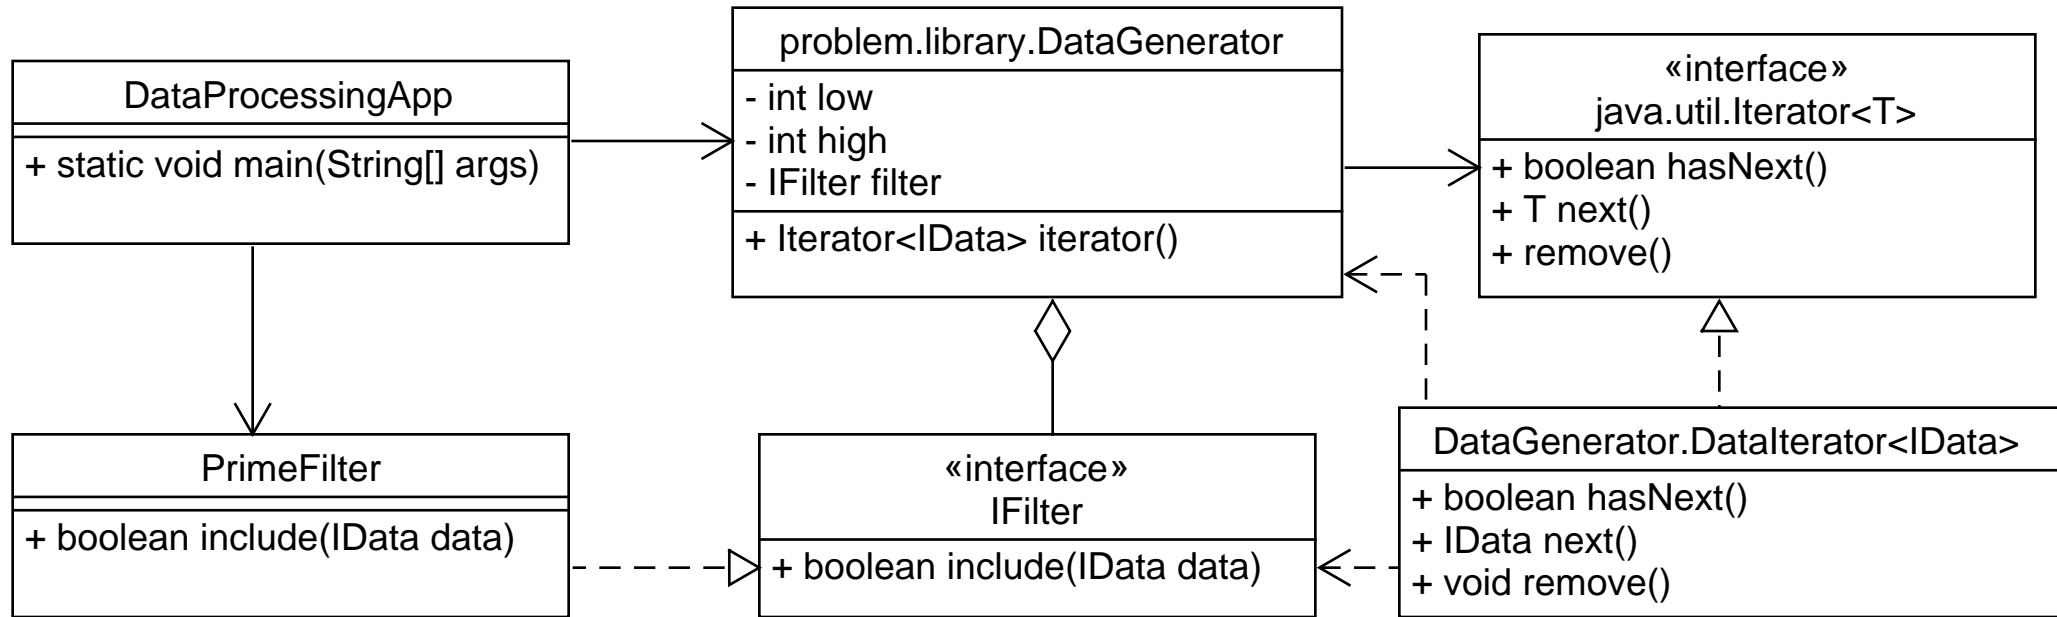 DataProcessingApp
+ static void main(String[] args)
problem.library.DataGenerator
- int low
- int high
- IFilter filter
+ Iterator<IData> iterator()
«interface»
java.util.Iterator<T>
+ boolean hasNext()
+ T next()
+ remove()
PrimeFilter
+ boolean include(IData data)
«interface»
IFilter
+ boolean include(IData data)
DataGenerator.DataIterator<IData>
+ boolean hasNext()
+ IData next()
+ void remove()